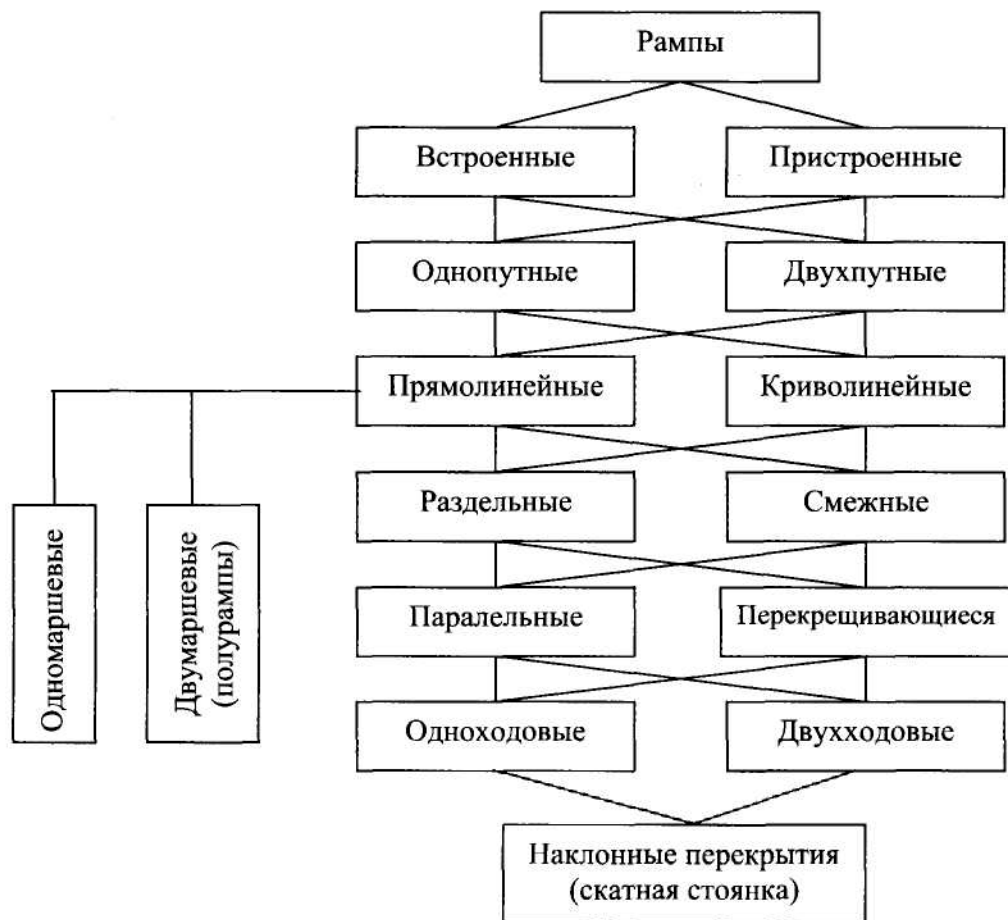 Рампы
Встроенные
Пристроенные
Однопутные
Двухпутные
Прямолинейные
Криволинейные
Раздельные
Смежные
Одномаршевые
Двумаршевые
(полурампы)
Паралельные
Перекрещивающиеся
Одноходовые
Двухходовые
Наклонные перекрытия
(скатная стоянка)